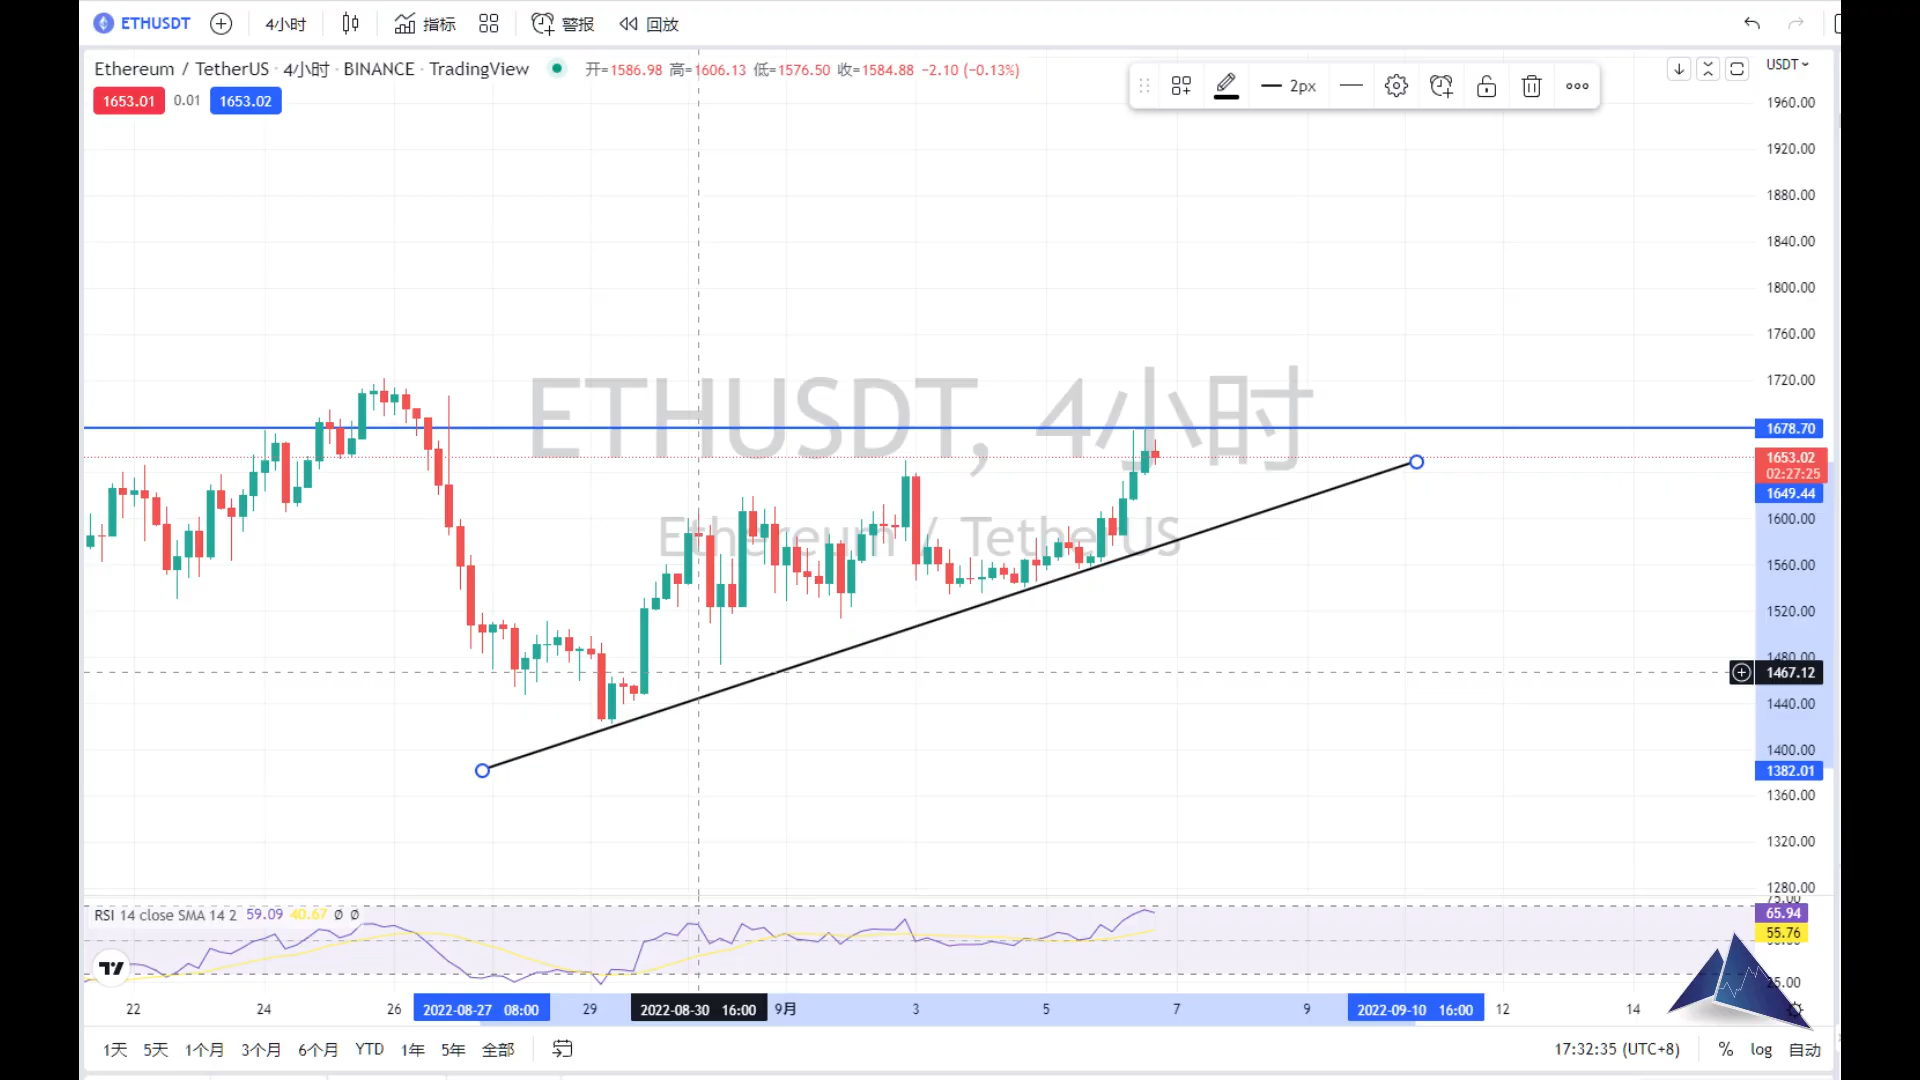 ETHUSDT 4小时 指标 警报 回放
Ethereum / TetherUS · 4小时 · BINANCE · TradingView 开=1586.98 高=1606.13 低=1576.50 收=1584.88 −2.10 (−0.13%)
1653.01 0.01 1653.02
2px
USDT
1960.00
1920.00
1880.00
1840.00
1800.00
1760.00
1720.00
1678.70
1653.02
02:27:25
1649.44
1600.00
1560.00
1520.00
1480.00
1467.12
1440.00
1400.00
1382.01
1360.00
1320.00
1280.00
ETHUSDT, 4小时
Ethereum / TetherUS
RSI 14 close SMA 14 2 59.09 40.67 Ø Ø
75.00
65.94
55.76
25.00
22 24 26 2022-08-27 08:00 29 2022-08-30 16:00 9月 3 5 7 9 2022-09-10 16:00 12 14
1天 5天 1个月 3个月 6个月 YTD 1年 5年 全部 17:32:35 (UTC+8) % log 自动